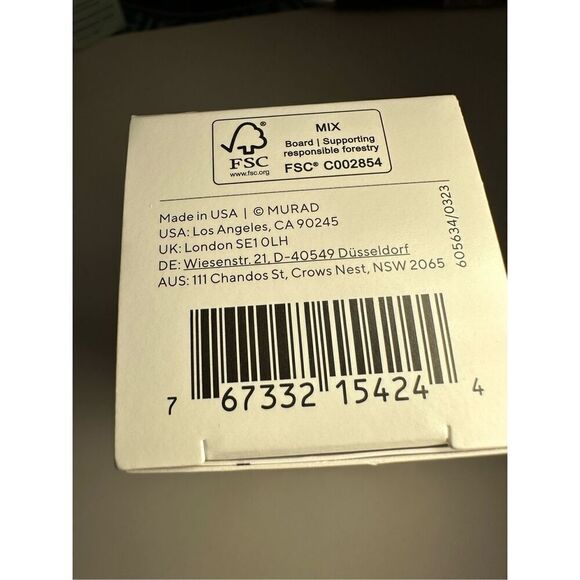 FSC
www.fsc.org
MIX
Board | Supporting
responsible forestry
FSC® C002854
Made in USA | © MURAD
USA: Los Angeles, CA 90245
UK: London SE1 0LH
DE: Wiesenstr. 21, D-40549 Düsseldorf
AUS: 111 Chandos St, Crows Nest, NSW 2065
605634/0323
7 67332 15424 4